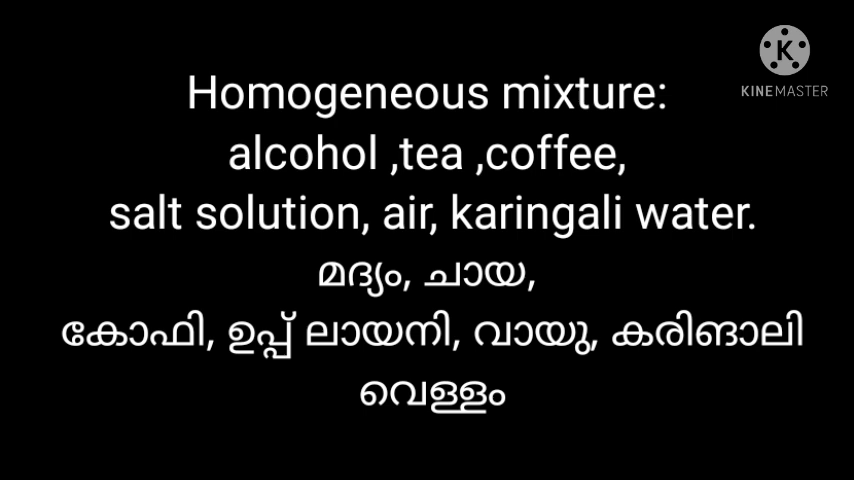 KINEMASTER
Homogeneous mixture:
alcohol ,tea ,coffee,
salt solution, air, karingali water.
മദ്യം, ചായ,
കോഫി, ഉപ്പ് ലായനി, വായു, കരിങാലി
വെള്ളം